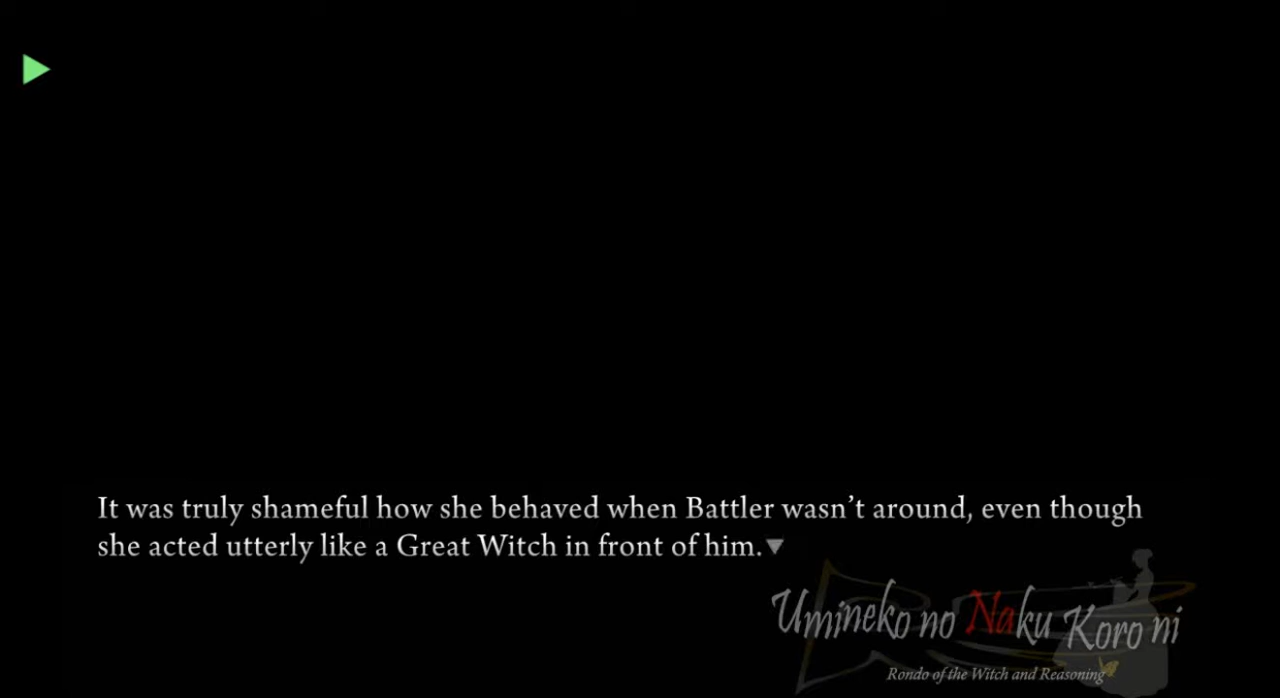 It was truly shameful how she behaved when Battler wasn’t around, even though
she acted utterly like a Great Witch in front of him.
Umineko no Naku Koro ni
Rondo of the Witch and Reasoning